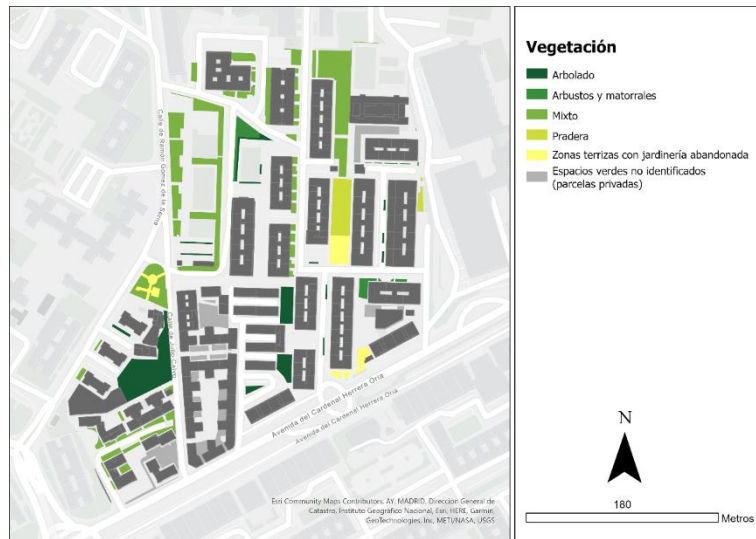 Vegetación
Arbolado
Arbustos y matorrales
Mixto
Pradera
Zonas terrizas con jardinería abandonada
Espacios verdes no identificados
(parcelas privadas)
Calle de Ramón Gómez de la Serna
Calle de Julio Calvo
Avenida del Cardenal Herrera Oria
Avenida del Cardenal Herrera Oria
Esri Community Maps Contributors, AY. MADRID, Dirección General de
Catastro, Instituto Geográfico Nacional, Esri, HERE, Garmin,
GeoTechnologies, Inc, METI/NASA, USGS
N
180
Metros